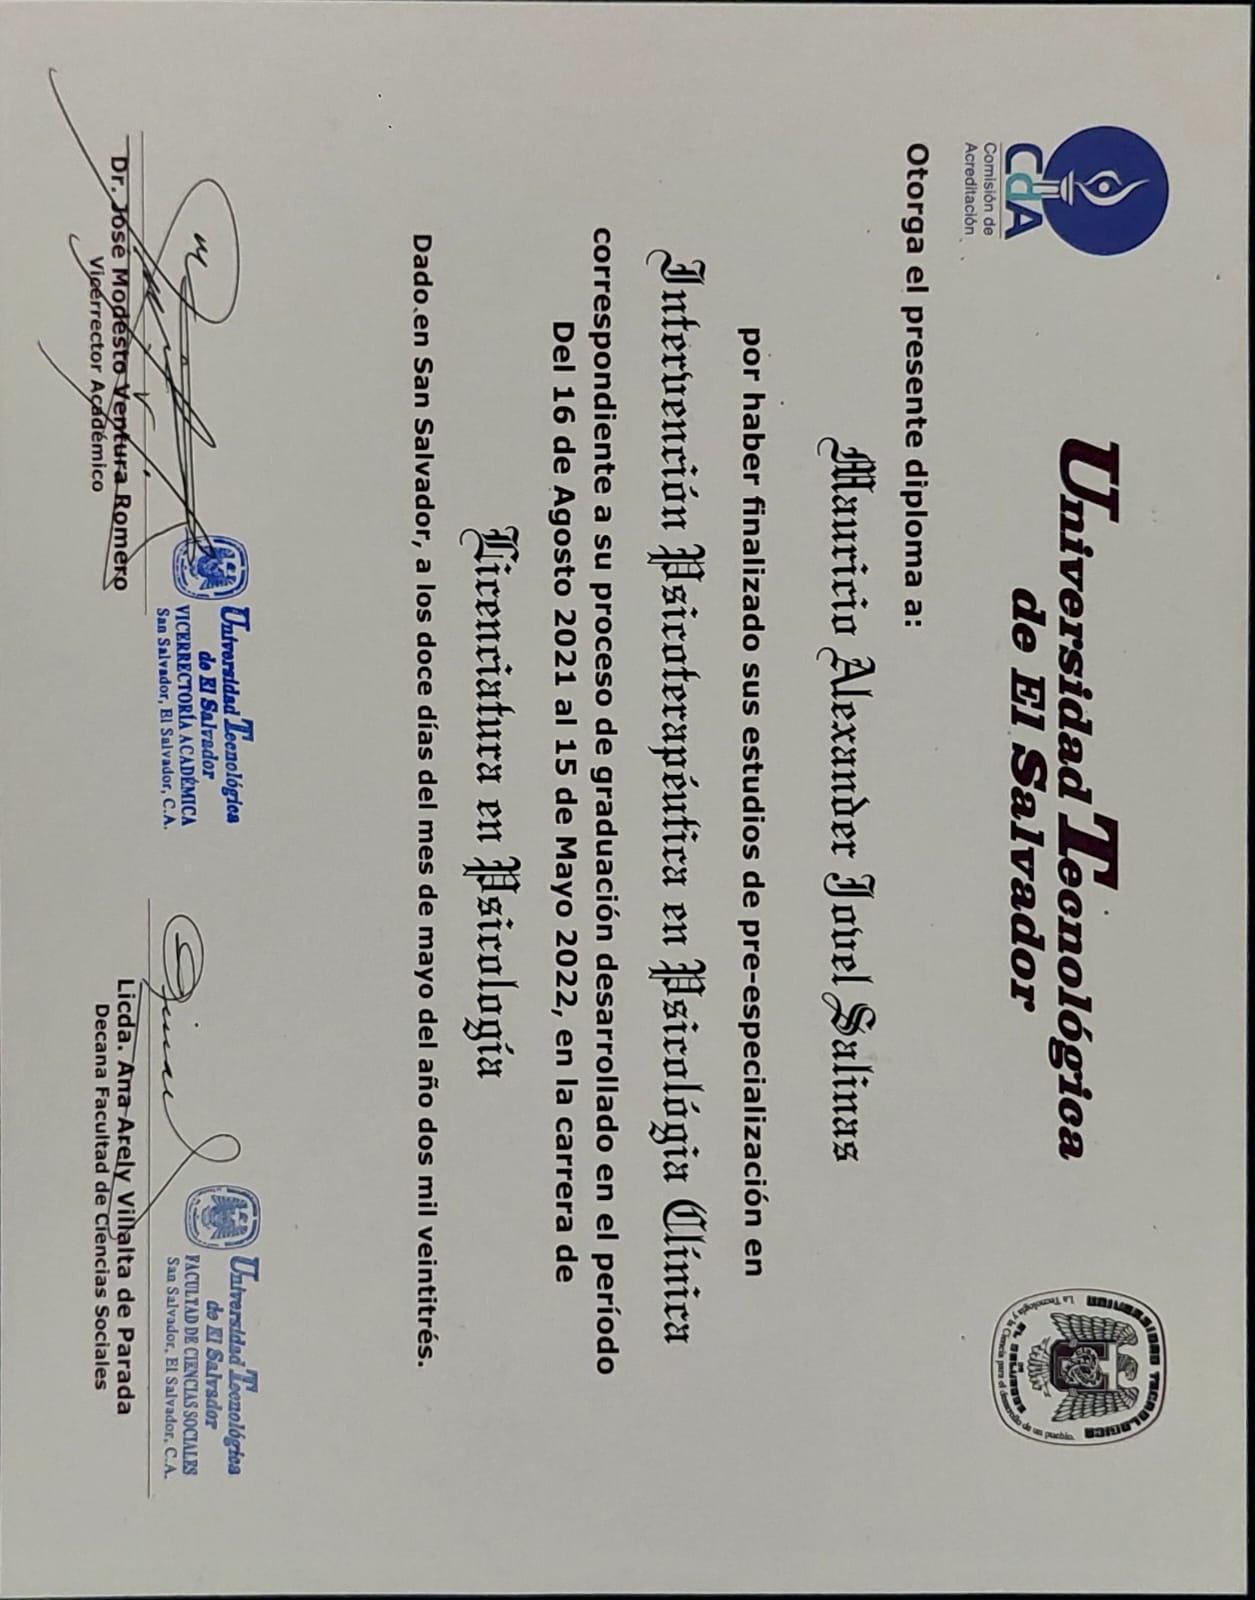 CdA
Comisión de
Acreditación
Universidad Tecnológica
de El Salvador
UNIVERSIDAD TECNOLOGICA
DE
EL SALVADOR
La Tecnología y la Ciencia para el desarrollo de un pueblo.
Otorga el presente diploma a:
Mauricio Alexander Jovel Salinas
por haber finalizado sus estudios de pre-especialización en
Intervención Psicoterapéutica en Psicológia Clínica
correspondiente a su proceso de graduación desarrollado en el período
Del 16 de Agosto 2021 al 15 de Mayo 2022, en la carrera de
Licenciatura en Psicología
Dado en San Salvador, a los doce días del mes de mayo del año dos mil veintitrés.
Universidad Tecnológica
de El Salvador
VICERRECTORÍA ACADÉMICA
San Salvador, El Salvador, C.A.
Dr. José Modesto Ventura Romero
Vicerrector Académico
Universidad Tecnológica
de El Salvador
FACULTAD DE CIENCIAS SOCIALES
San Salvador, El Salvador, C.A.
Licda. Ana Arely Villalta de Parada
Decana Facultad de Ciencias Sociales